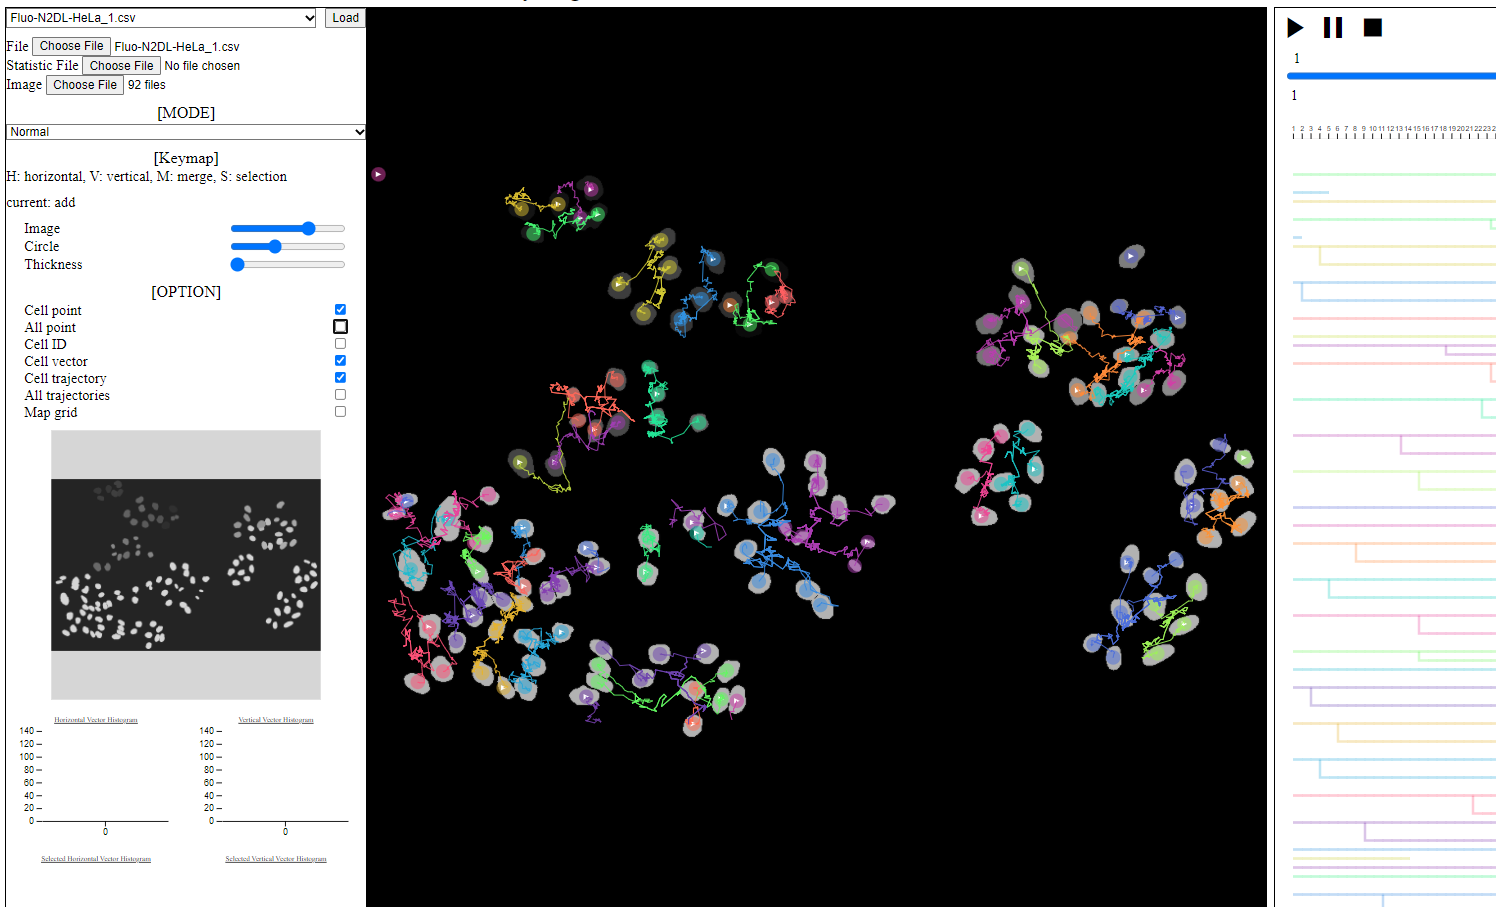 Fluo-N2DL-HeLa_1.csv Load
File Choose File Fluo-N2DL-HeLa_1.csv
Statistic File Choose File No file chosen
Image Choose File 92 files
[MODE]
Normal
[Keymap]
H: horizontal, V: vertical, M: merge, S: selection
current: add
Image
Circle
Thickness
[OPTION]
Cell point
All point
Cell ID
Cell vector
Cell trajectory
All trajectories
Map grid
Horizontal Vector Histogram
140
120
100
80
60
40
20
0
0
Vertical Vector Histogram
140
120
100
80
60
40
20
0
0
Selected Horizontal Vector Histogram
Selected Vertical Vector Histogram
1
1
1 2 3 4 5 6 7 8 9 10 11 12 13 14 15 16 17 18 19 20 21 22 23